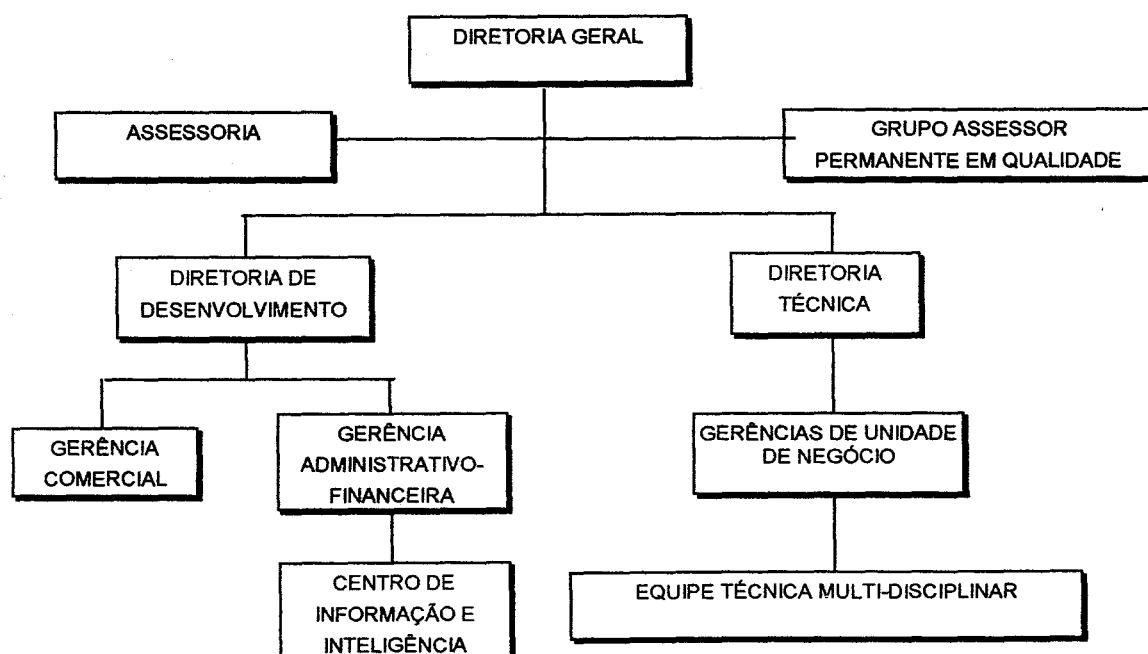 DIRETORIA GERAL
ASSESSORIA
GRUPO ASSESSOR
PERMANENTE EM QUALIDADE
DIRETORIA DE
DESENVOLVIMENTO
DIRETORIA
TÉCNICA
GERÊNCIA
COMERCIAL
GERÊNCIA
ADMINISTRATIVO-
FINANCEIRA
GERÊNCIAS DE UNIDADE
DE NEGÓCIO
CENTRO DE
INFORMAÇÃO E
INTELIGÊNCIA
EQUIPE TÉCNICA MULTI-DISCIPLINAR